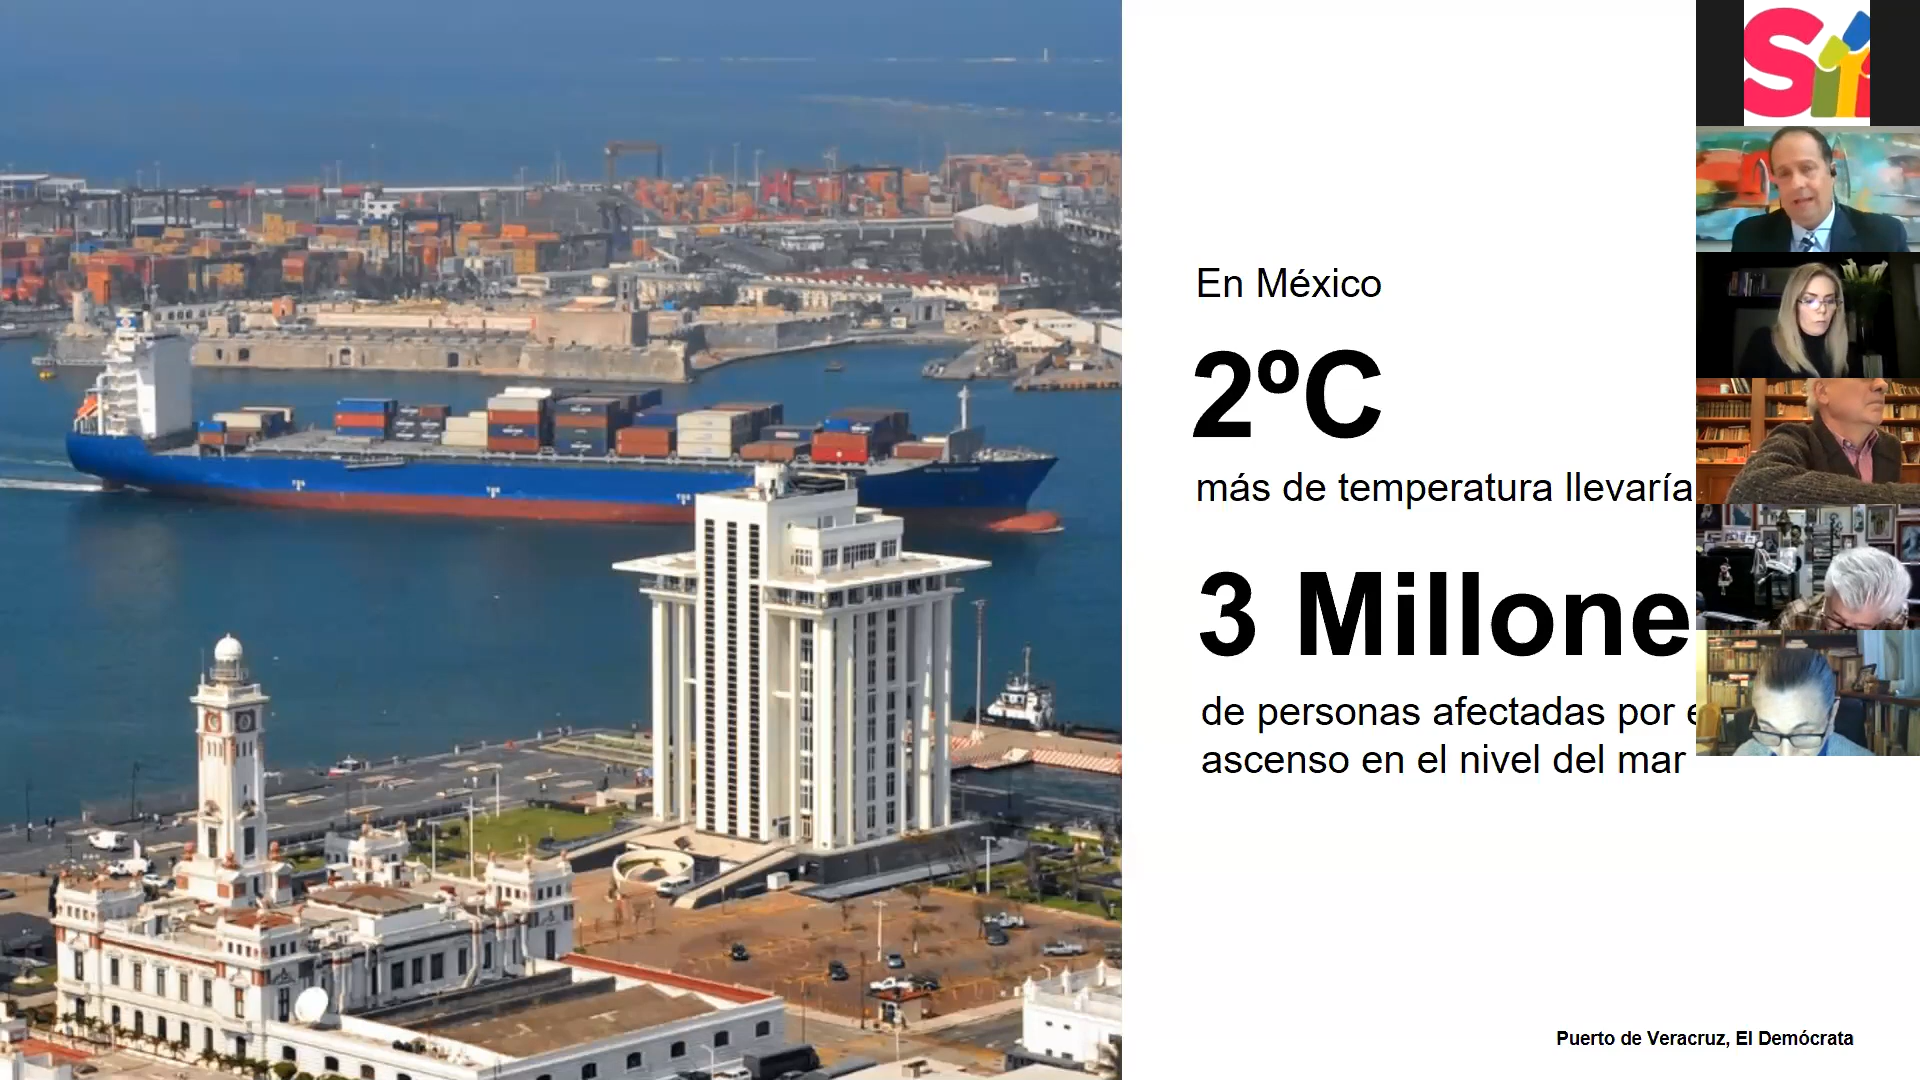 En México
2ºC
más de temperatura llevaría
3 Millone
de personas afectadas por e
ascenso en el nivel del mar
Puerto de Veracruz, El Demócrata